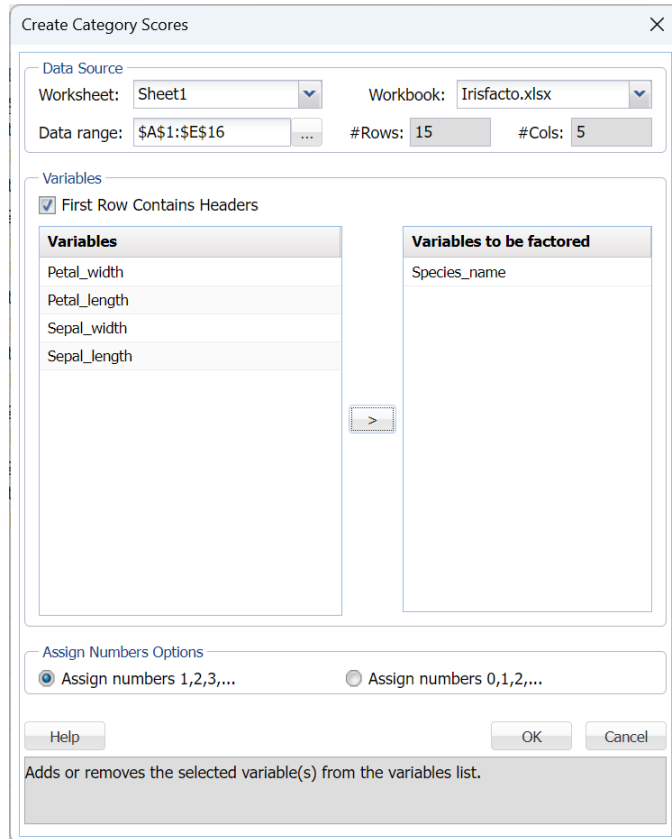 Create Category Scores
Data Source
Worksheet: Sheet1 Workbook: Irisfacto.xlsx
Data range: $A$1:$E$16 ... #Rows: 15 #Cols: 5
Variables
First Row Contains Headers
Variables Variables to be factored
Petal_width Species_name
Petal_length
Sepal_width
Sepal_length
>
Assign Numbers Options
Assign numbers 1,2,3,... Assign numbers 0,1,2,...
Help OK Cancel
Adds or removes the selected variable(s) from the variables list.